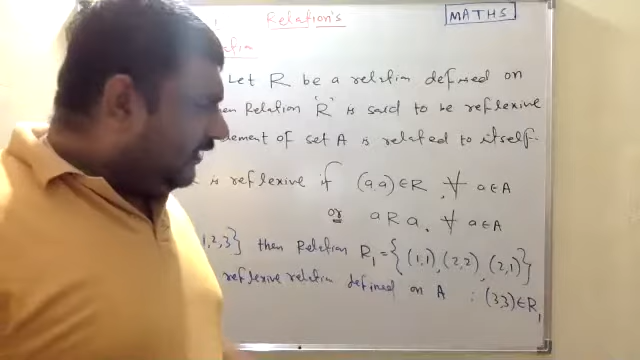 Relation's
MATHS
Let R be a relation defined on
Relation 'R' is said to be reflexive
element of set A is related to itself.
is reflexive if (a,a) ∈ R, ∀ a ∈ A
or a R a, ∀ a ∈ A
1,2,3} then Relation R₁ = {(1,1), (2,2), (2,1)}
reflexive relation defined on A ∵ (3,3) ∈ R₁